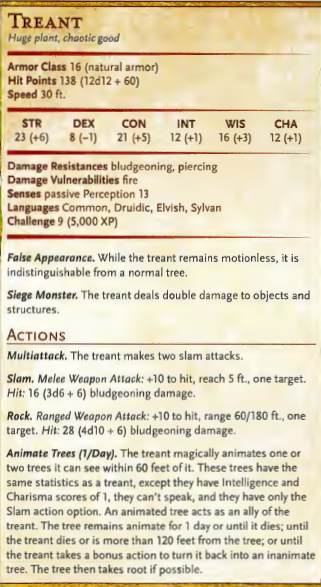 TREANT
Huge plant, chaotic good
Armor Class 16 (natural armor)
Hit Points 138 (12d12 + 60)
Speed 30 ft.
STR DEX CON INT WIS CHA
23 (+6) 8 (−1) 21 (+5) 12 (+1) 16 (+3) 12 (+1)
Damage Resistances bludgeoning, piercing
Damage Vulnerabilities fire
Senses passive Perception 13
Languages Common, Druidic, Elvish, Sylvan
Challenge 9 (5,000 XP)
False Appearance. While the treant remains motionless, it is
indistinguishable from a normal tree.
Siege Monster. The treant deals double damage to objects and
structures.
ACTIONS
Multiattack. The treant makes two slam attacks.
Slam. Melee Weapon Attack: +10 to hit, reach 5 ft., one target.
Hit: 16 (3d6 + 6) bludgeoning damage.
Rock. Ranged Weapon Attack: +10 to hit, range 60/180 ft., one
target. Hit: 28 (4d10 + 6) bludgeoning damage.
Animate Trees (1/Day). The treant magically animates one or
two trees it can see within 60 feet of it. These trees have the
same statistics as a treant, except they have Intelligence and
Charisma scores of 1, they can't speak, and they have only the
Slam action option. An animated tree acts as an ally of the
treant. The tree remains animate for 1 day or until it dies; until
the treant dies or is more than 120 feet from the tree; or until
the treant takes a bonus action to turn it back into an inanimate
tree. The tree then takes root if possible.